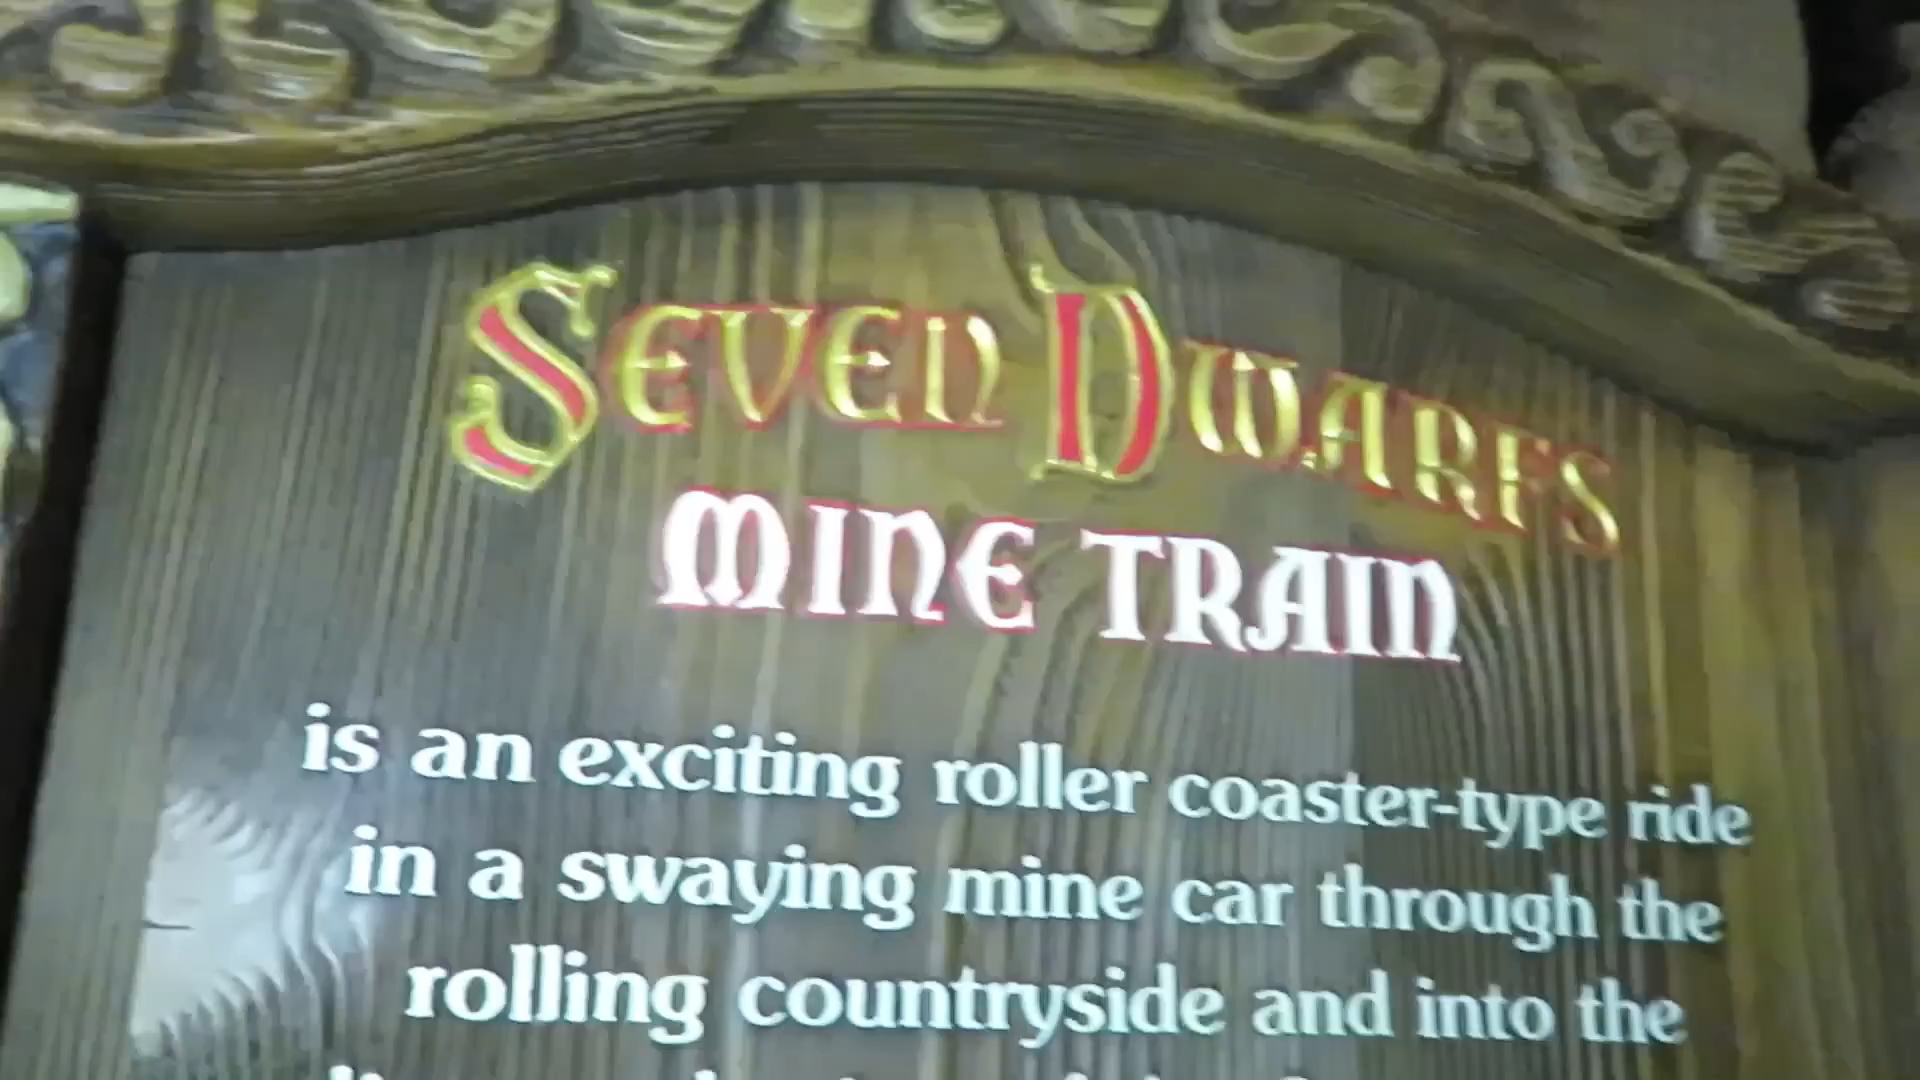 SEVEN DWARFS
MINE TRAIN
is an exciting roller coaster-type ride
in a swaying mine car through the
rolling countryside and into the